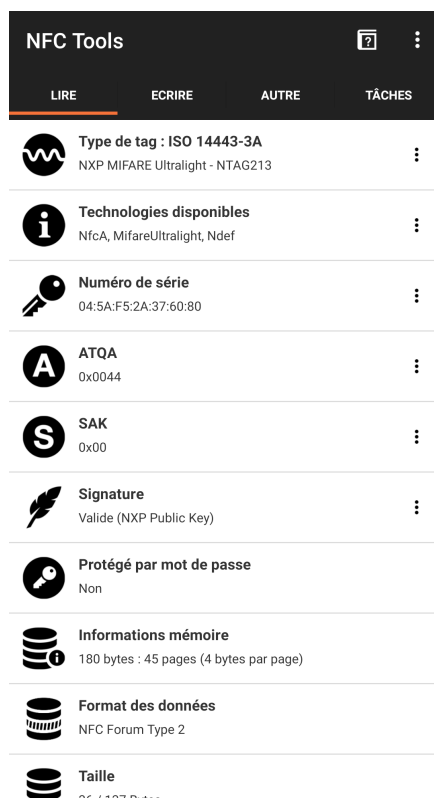 NFC Tools
LIRE
ECRIRE
AUTRE
TÂCHES
Type de tag : ISO 14443-3A
NXP MIFARE Ultralight - NTAG213
Technologies disponibles
NfcA, MifareUltralight, Ndef
Numéro de série
04:5A:F5:2A:37:60:80
A
ATQA
0x0044
S
SAK
0x00
Signature
Valide (NXP Public Key)
Protégé par mot de passe
Non
Informations mémoire
180 bytes : 45 pages (4 bytes par page)
Format des données
NFC Forum Type 2
Taille